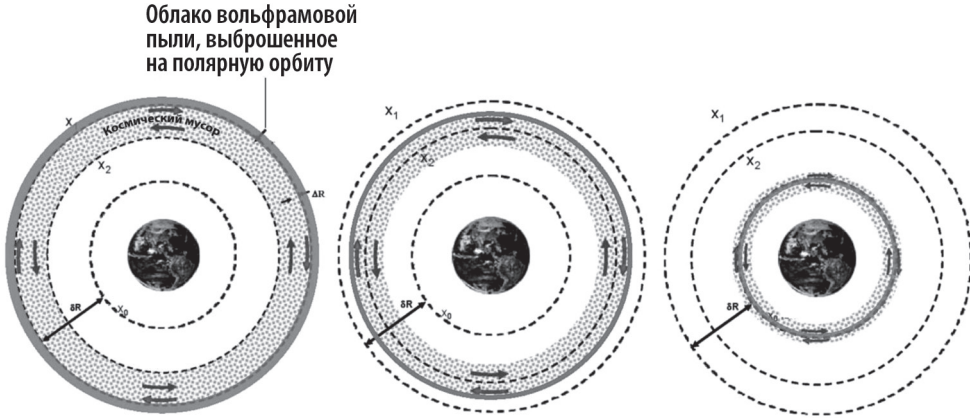 Облако вольфрамовой
пыли, выброшенное
на полярную орбиту
X
Космический мусор
X₂
ΔR
δR
X₀
X₁
X₂
δR
X₀
X₁
X₂
δR
X₀